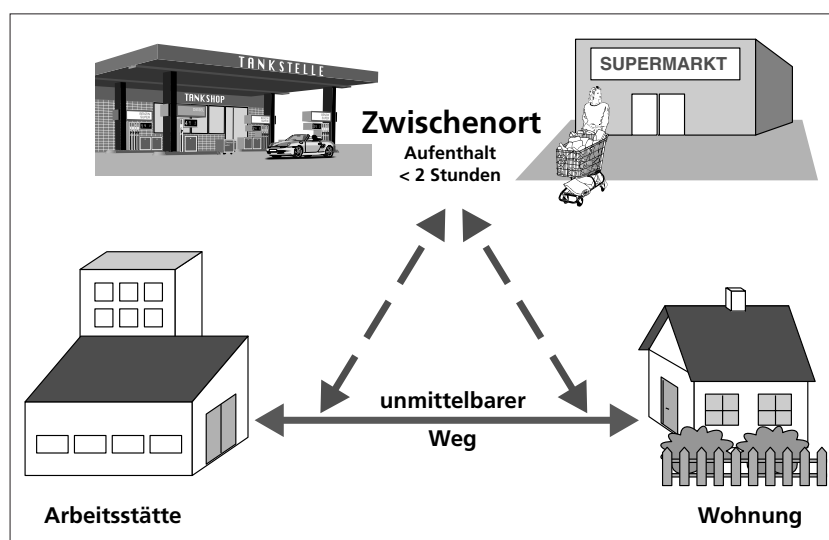 TANKSTELLE
TANKSHOP
SUPERMARKT
Zwischenort
Aufenthalt
< 2 Stunden
unmittelbarer
Weg
Arbeitsstätte
Wohnung